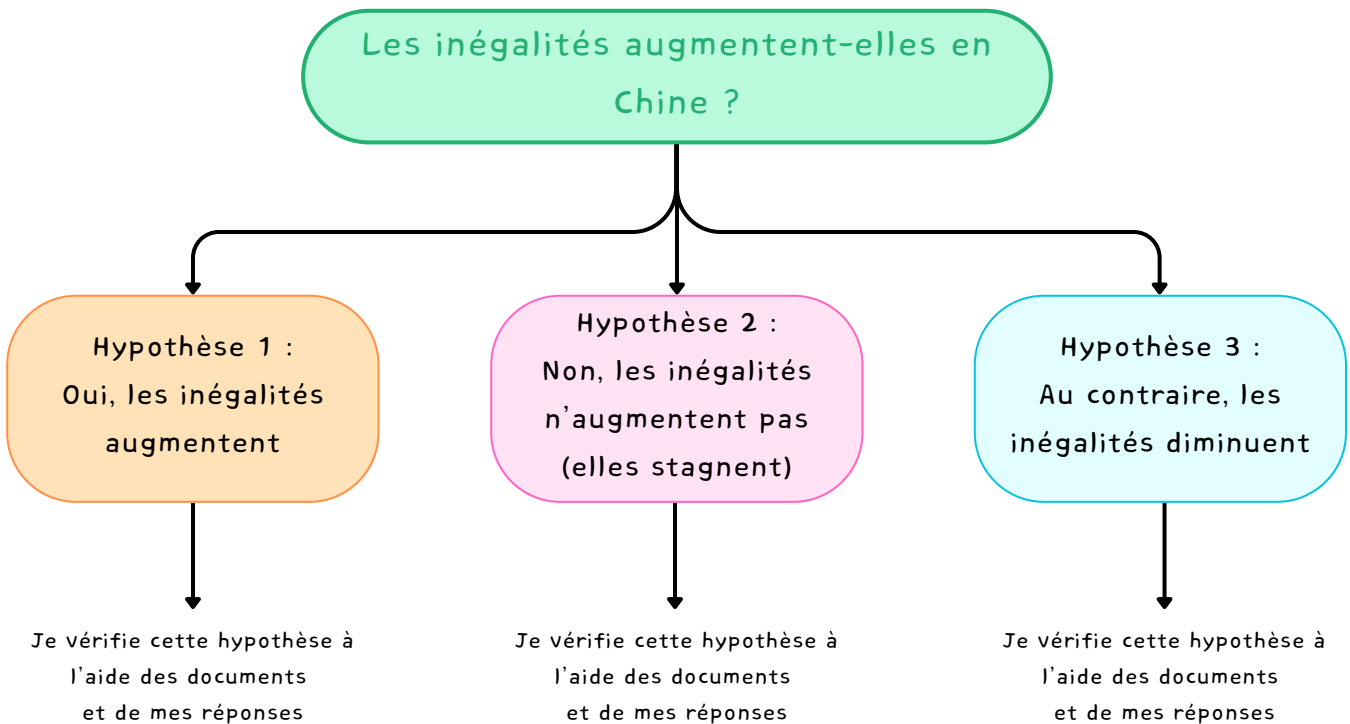 Les inégalités augmentent-elles en
Chine ?
Hypothèse 1 :
Oui, les inégalités
augmentent
Hypothèse 2 :
Non, les inégalités
n'augmentent pas
(elles stagnent)
Hypothèse 3 :
Au contraire, les
inégalités diminuent
Je vérifie cette hypothèse à
l'aide des documents
et de mes réponses
Je vérifie cette hypothèse à
l'aide des documents
et de mes réponses
Je vérifie cette hypothèse à
l'aide des documents
et de mes réponses